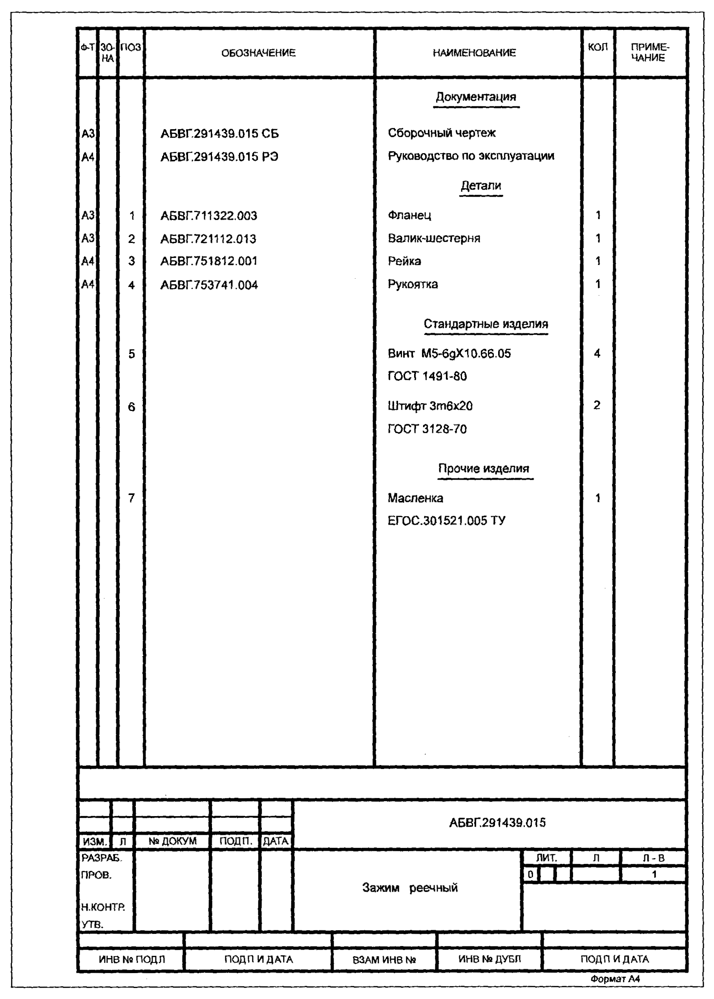 Ф-Т ЗО-НА ПОЗ ОБОЗНАЧЕНИЕ НАИМЕНОВАНИЕ КОЛ ПРИМЕ-ЧАНИЕ
Документация
А3 АБВГ.291439.015 СБ Сборочный чертеж
А4 АБВГ.291439.015 РЭ Руководство по эксплуатации
Детали
А3 1 АБВГ.711322.003 Фланец 1
А3 2 АБВГ.721112.013 Валик-шестерня 1
А4 3 АБВГ.751812.001 Рейка 1
А4 4 АБВГ.753741.004 Рукоятка 1
Стандартные изделия
5 Винт М5-6gX10.66.05 4
ГОСТ 1491-80
6 Штифт 3m6x20 2
ГОСТ 3128-70
Прочие изделия
7 Масленка 1
ЕГОС.301521.005 ТУ
АБВГ.291439.015
ИЗМ. Л № ДОКУМ ПОДП. ДАТА
РАЗРАБ. ЛИТ. Л Л - В
ПРОВ. 0 1
Зажим реечный
Н.КОНТР.
УТВ.
ИНВ № ПОДЛ ПОДП И ДАТА ВЗАМ ИНВ № ИНВ № ДУБЛ ПОДП И ДАТА
Формат А4